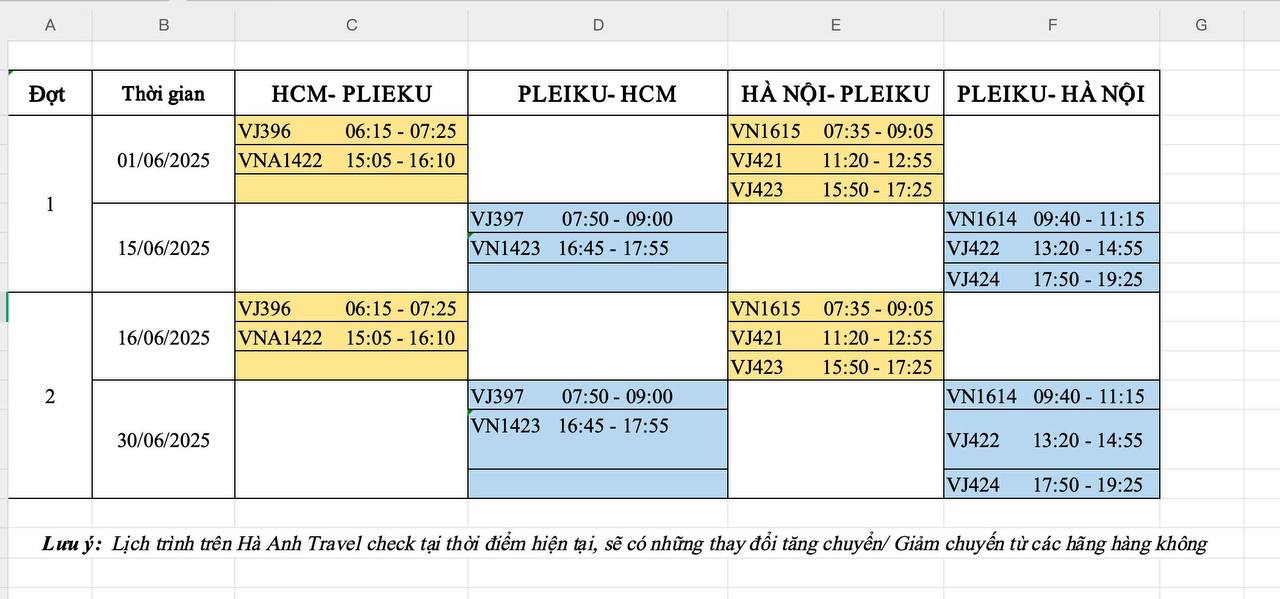 A B C D E F G
Đợt Thời gian HCM- PLIEKU PLEIKU- HCM HÀ NỘI- PLEIKU PLEIKU- HÀ NỘI
1
01/06/2025
VJ396 06:15 - 07:25 VN1615 07:35 - 09:05
VNA1422 15:05 - 16:10 VJ421 11:20 - 12:55
VJ423 15:50 - 17:25
15/06/2025
VJ397 07:50 - 09:00 VN1614 09:40 - 11:15
VN1423 16:45 - 17:55 VJ422 13:20 - 14:55
VJ424 17:50 - 19:25
2
16/06/2025
VJ396 06:15 - 07:25 VN1615 07:35 - 09:05
VNA1422 15:05 - 16:10 VJ421 11:20 - 12:55
VJ423 15:50 - 17:25
30/06/2025
VJ397 07:50 - 09:00 VN1614 09:40 - 11:15
VN1423 16:45 - 17:55 VJ422 13:20 - 14:55
VJ424 17:50 - 19:25
Lưu ý: Lịch trình trên Hà Anh Travel check tại thời điểm hiện tại, sẽ có những thay đổi tăng chuyến/ Giảm chuyến từ các hãng hàng không